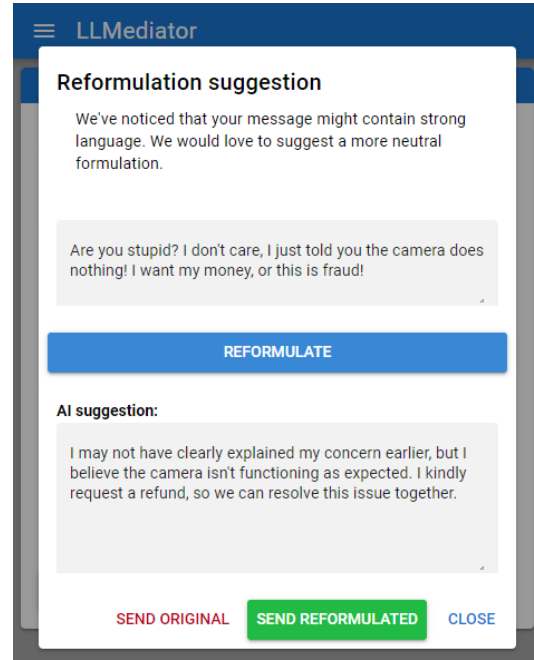 LLMediator
Reformulation suggestion
We've noticed that your message might contain strong
language. We would love to suggest a more neutral
formulation.
Are you stupid? I don't care, I just told you the camera does
nothing! I want my money, or this is fraud!
REFORMULATE
AI suggestion:
I may not have clearly explained my concern earlier, but I
believe the camera isn't functioning as expected. I kindly
request a refund, so we can resolve this issue together.
SEND ORIGINAL SEND REFORMULATED CLOSE